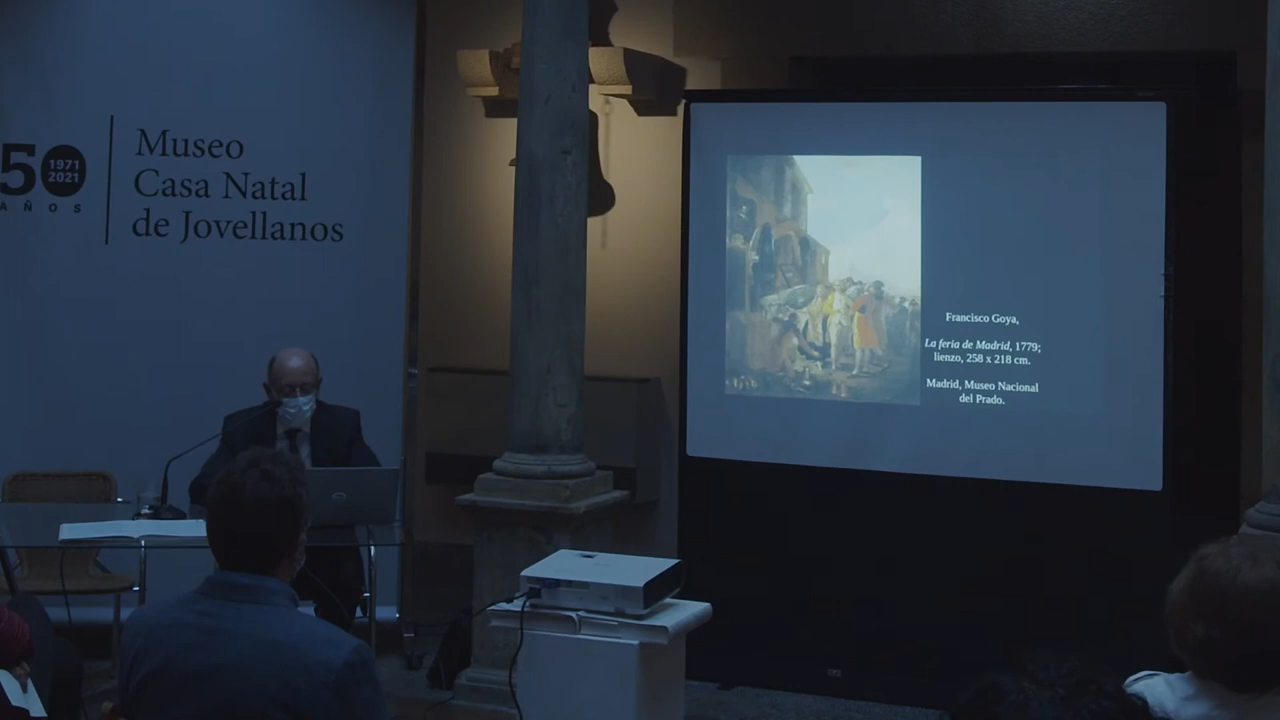 50
1971
2021
AÑOS
Museo
Casa Natal
de Jovellanos
Francisco Goya,
La feria de Madrid, 1779;
lienzo, 258 x 218 cm.
Madrid, Museo Nacional
del Prado.